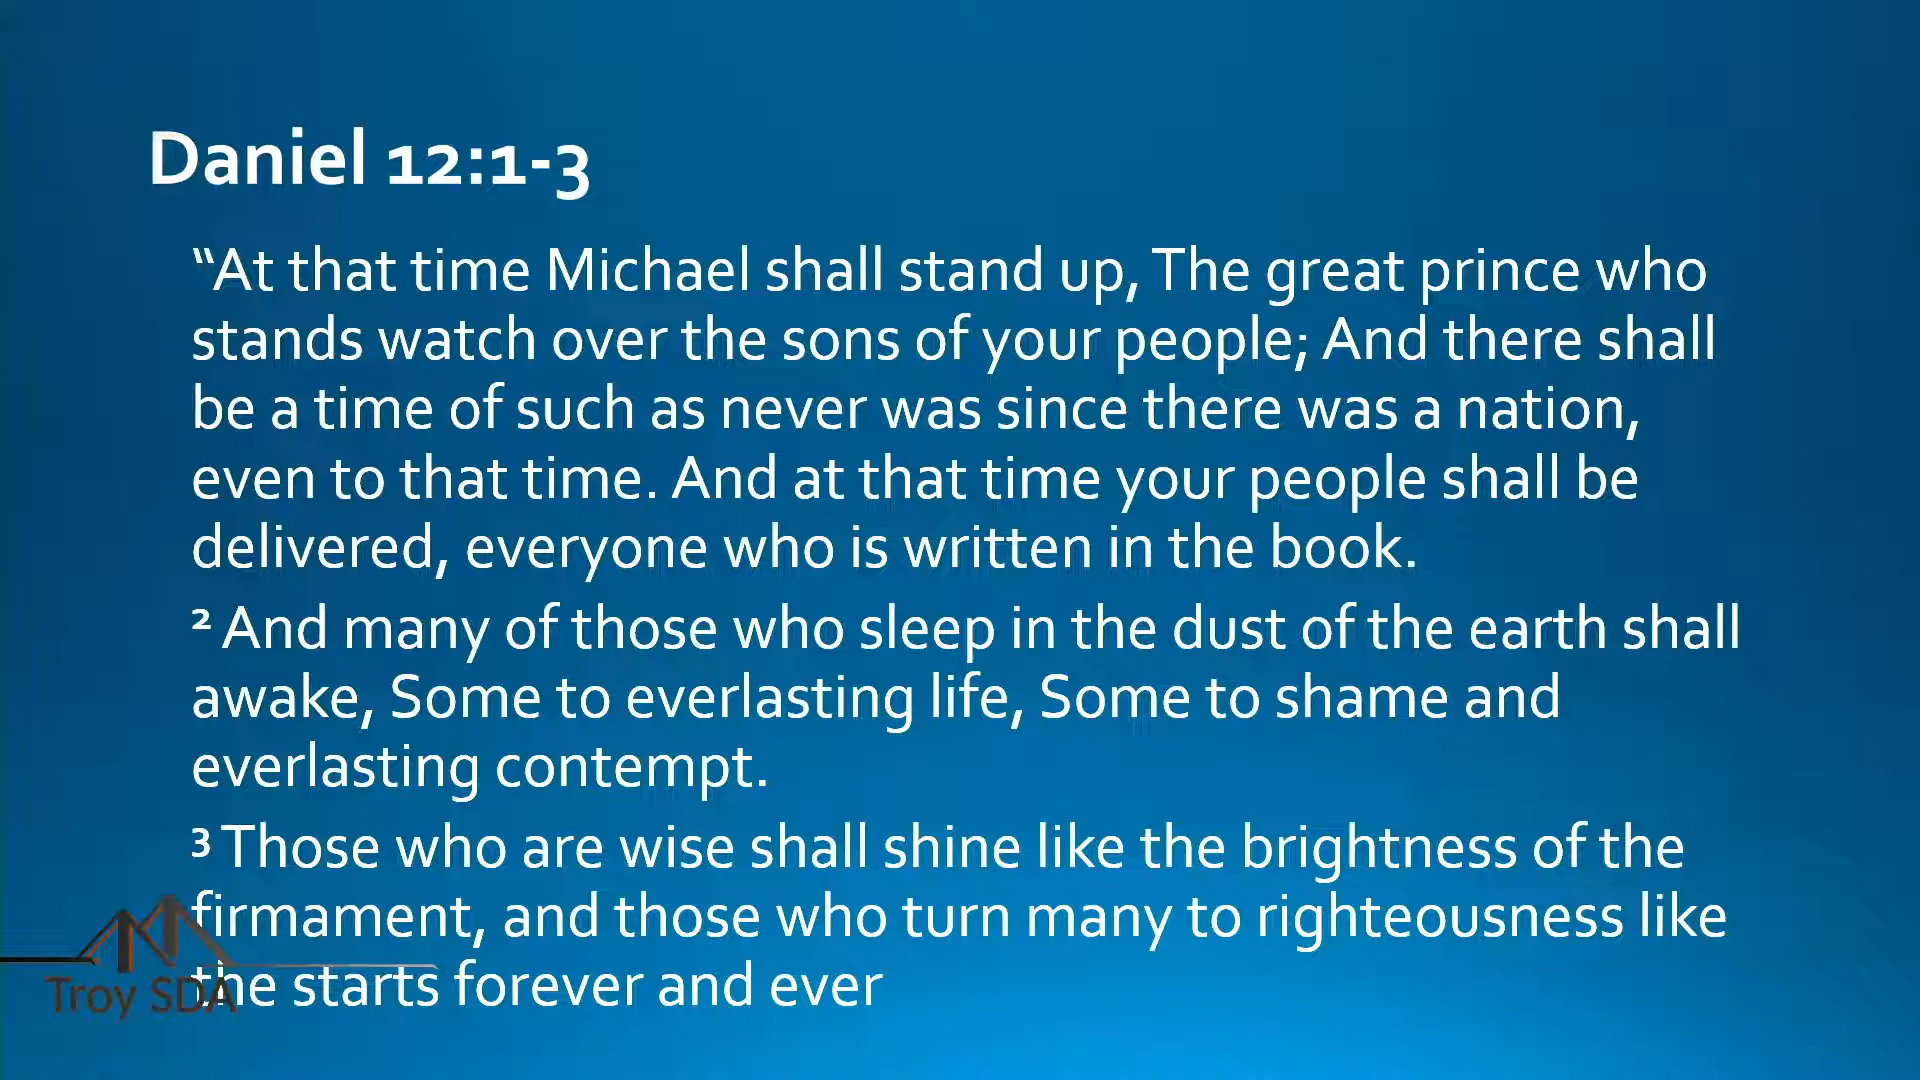 Daniel 12:1-3
“At that time Michael shall stand up, The great prince who
stands watch over the sons of your people; And there shall
be a time of such as never was since there was a nation,
even to that time. And at that time your people shall be
delivered, everyone who is written in the book.
² And many of those who sleep in the dust of the earth shall
awake, Some to everlasting life, Some to shame and
everlasting contempt.
³ Those who are wise shall shine like the brightness of the
firmament, and those who turn many to righteousness like
the starts forever and ever
Troy SDA